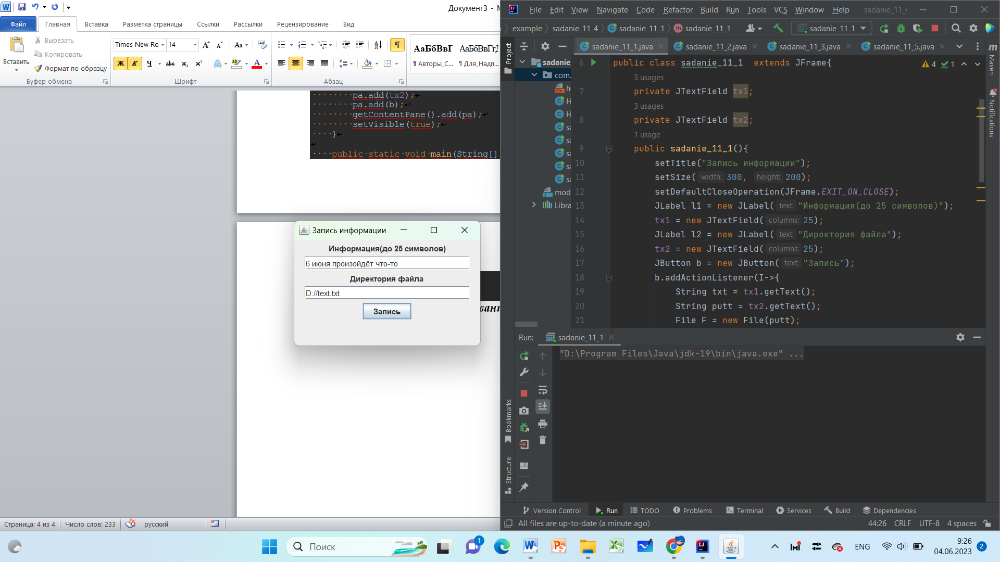 Документ3 - M
Файл
Главная
Вставка
Разметка страницы
Ссылки
Рассылки
Рецензирование
Вид
Вставить
Вырезать
Копировать
Формат по образцу
Буфер обмена
Times New Ro
14
Ж К Ч abc x₂ x²
Шрифт
Абзац
АаБбВвГ
АаБбВвГгД
¶ Авторы_С...
¶ Для_Надп...
pa.add(tx2);
pa.add(b);
getContentPane().add(pa);
setVisible(true);
}
public static void main(String[]
Запись информации
Информация(до 25 символов)
6 июня произойдёт что-то
Директория файла
D://text.txt
Запись
Страница: 4 из 4
Число слов: 233
русский
File Edit View Navigate Code Refactor Build Run Tools VCS Window Help
example
sadanie_11_4
sadanie_11_1
sadanie_11_1
sadanie_11_1
Project
sadanie_11_1.java
sadanie_11_2.java
sadanie_11_3.java
sadanie_11_5.java
sadanie_
com.
mod
Libra
Maven
Notifications
4
1
6 public class sadanie_11_1 extends JFrame{
3 usages
7 private JTextField tx1;
3 usages
8 private JTextField tx2;
1 usage
9 public sadanie_11_1(){
10 setTitle("Запись информации");
11 setSize( width: 300, height: 200);
12 setDefaultCloseOperation(JFrame.EXIT_ON_CLOSE);
13 JLabel l1 = new JLabel( text: "Информация(до 25 символов)");
14 tx1 = new JTextField( columns: 25);
15 JLabel l2 = new JLabel( text: "Директория файла");
16 tx2 = new JTextField( columns: 25);
17 JButton b = new JButton( text: "Запись");
18 b.addActionListener(I->{
19 String txt = tx1.getText();
20 String putt = tx2.getText();
21 File F = new File(putt);
Run:
sadanie_11_1
"D:\Program Files\Java\jdk-19\bin\java.exe" ...
Bookmarks
Structure
Version Control
Run
TODO
Problems
Terminal
Services
Build
Dependencies
All files are up-to-date (a minute ago)
44:26
CRLF
UTF-8
4 spaces
Поиск
1
ENG
9:26
04.06.2023
2